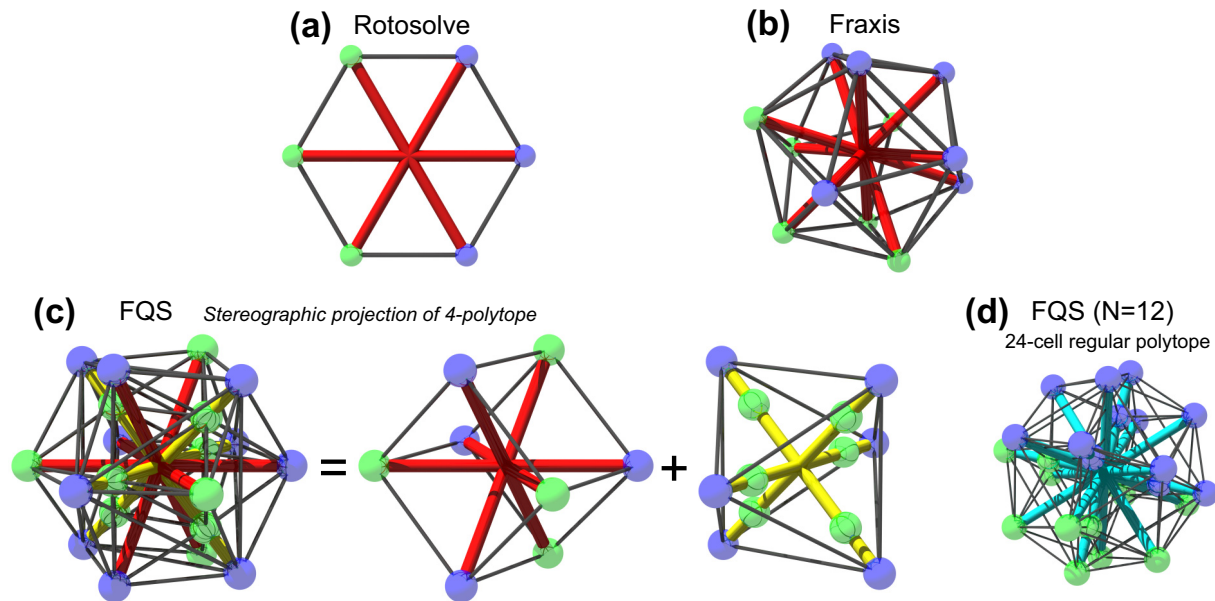 (a) Rotosolve
(b) Fraxis
(c) FQS Stereographic projection of 4-polytope
(d) FQS (N=12)
24-cell regular polytope
= +